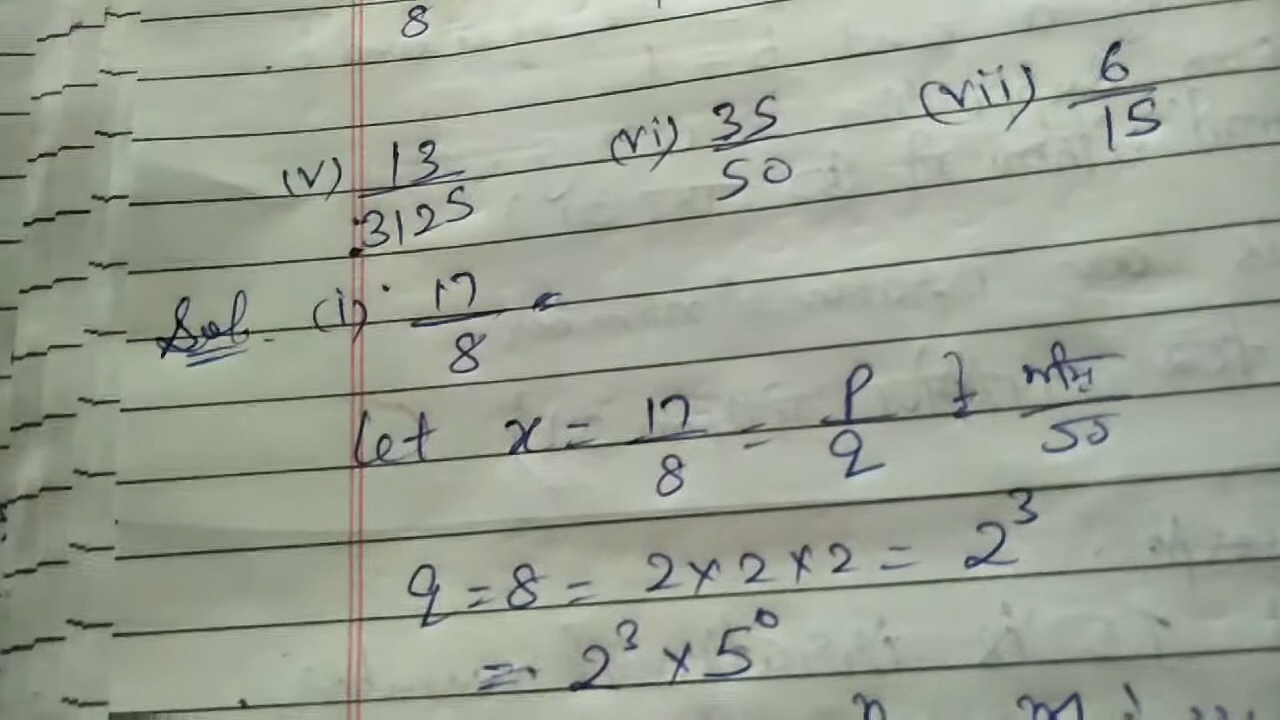 8
(v) 13/3125 (vi) 35/50 (vii) 6/15
Sol. (i) 17/8 =
Let x = 17/8 = p/q }
q = 8 = 2×2×2 = 2³
= 2³ × 5⁰